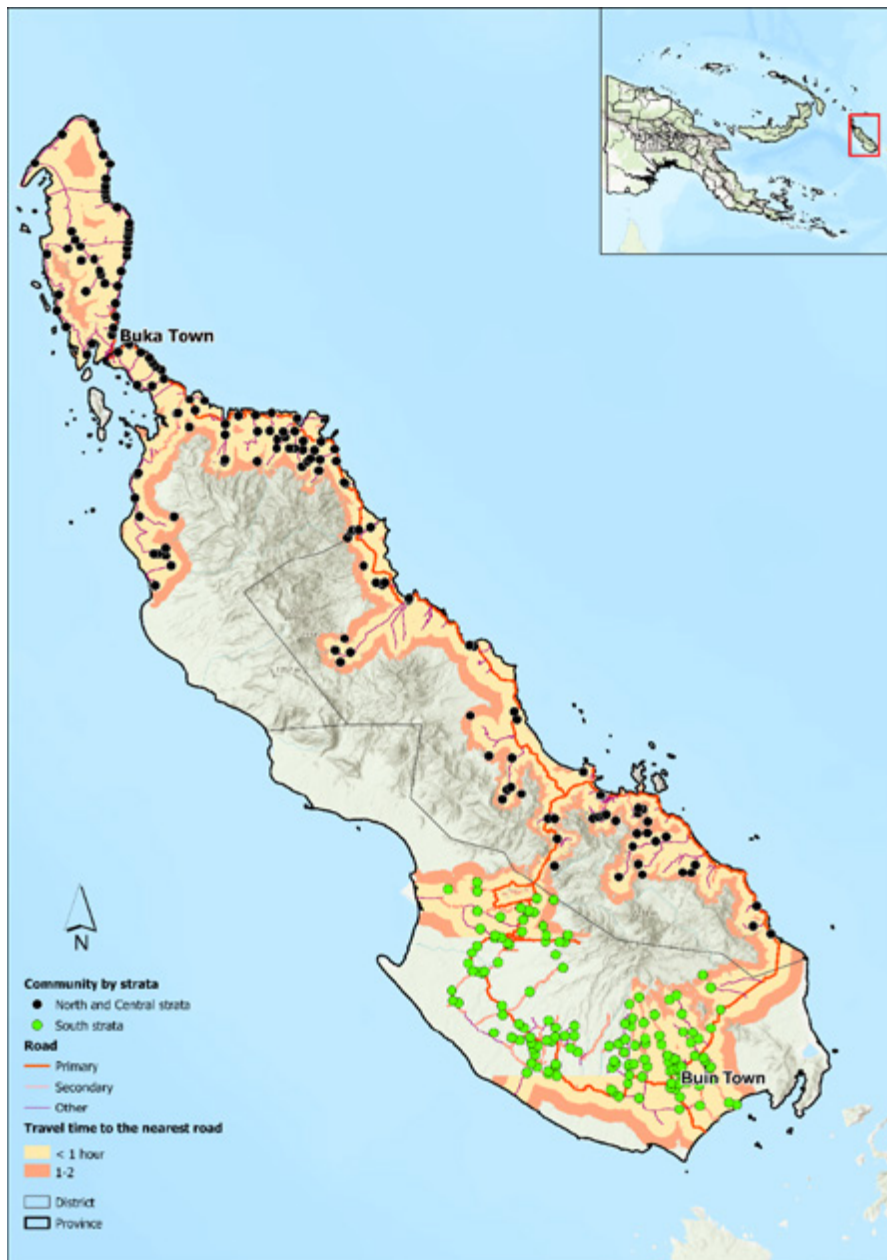 Buka Town
Buin Town
N
Community by strata
North and Central strata
South strata
Road
Primary
Secondary
Other
Travel time to the nearest road
< 1 hour
1-2
District
Province